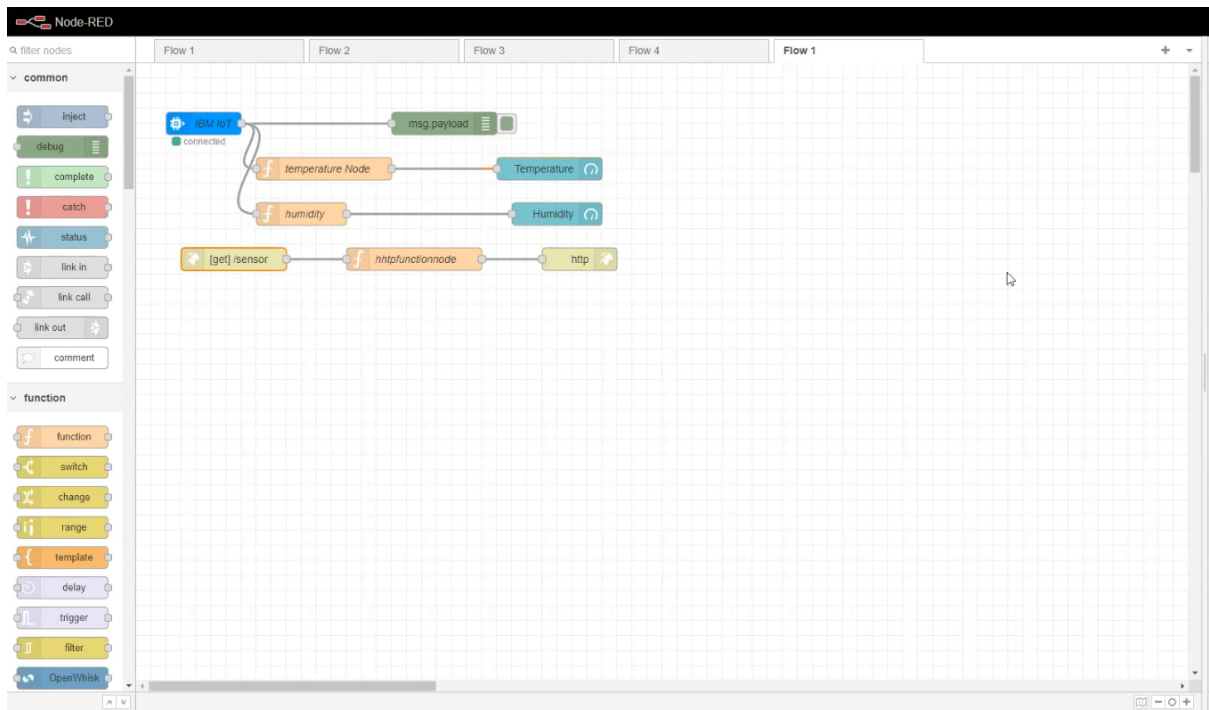 Node-RED
filter nodes
Flow 1
Flow 2
Flow 3
Flow 4
Flow 1
common
inject
debug
complete
catch
status
link in
link call
link out
comment
function
function
switch
change
range
template
delay
trigger
filter
OpenWhisk
IBM IoT
msg.payload
connected
temperature Node
Temperature
humidity
Humidity
[get] /sensor
hhtpfunctionnode
http